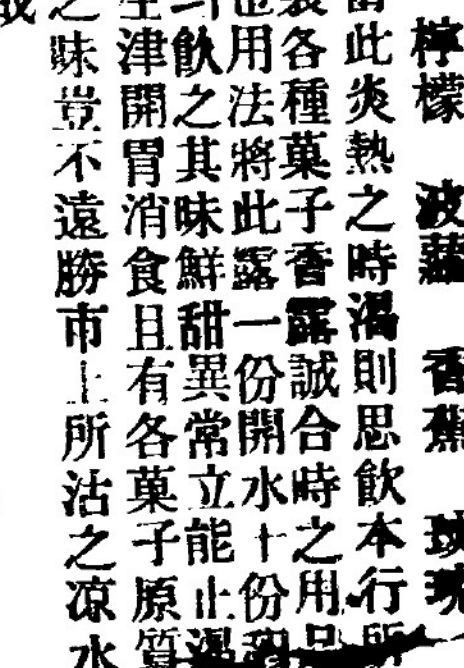 檸檬 波蘿 香蕉
此炎熱之時渴則思飲本行所
各種菓子香露誠合時之用品
用法將此露一份開水十份
飲之其味鮮甜異常立能止渴
津開胃消食且有各菓子原質
之味豈不遠勝市上所沽之凉水